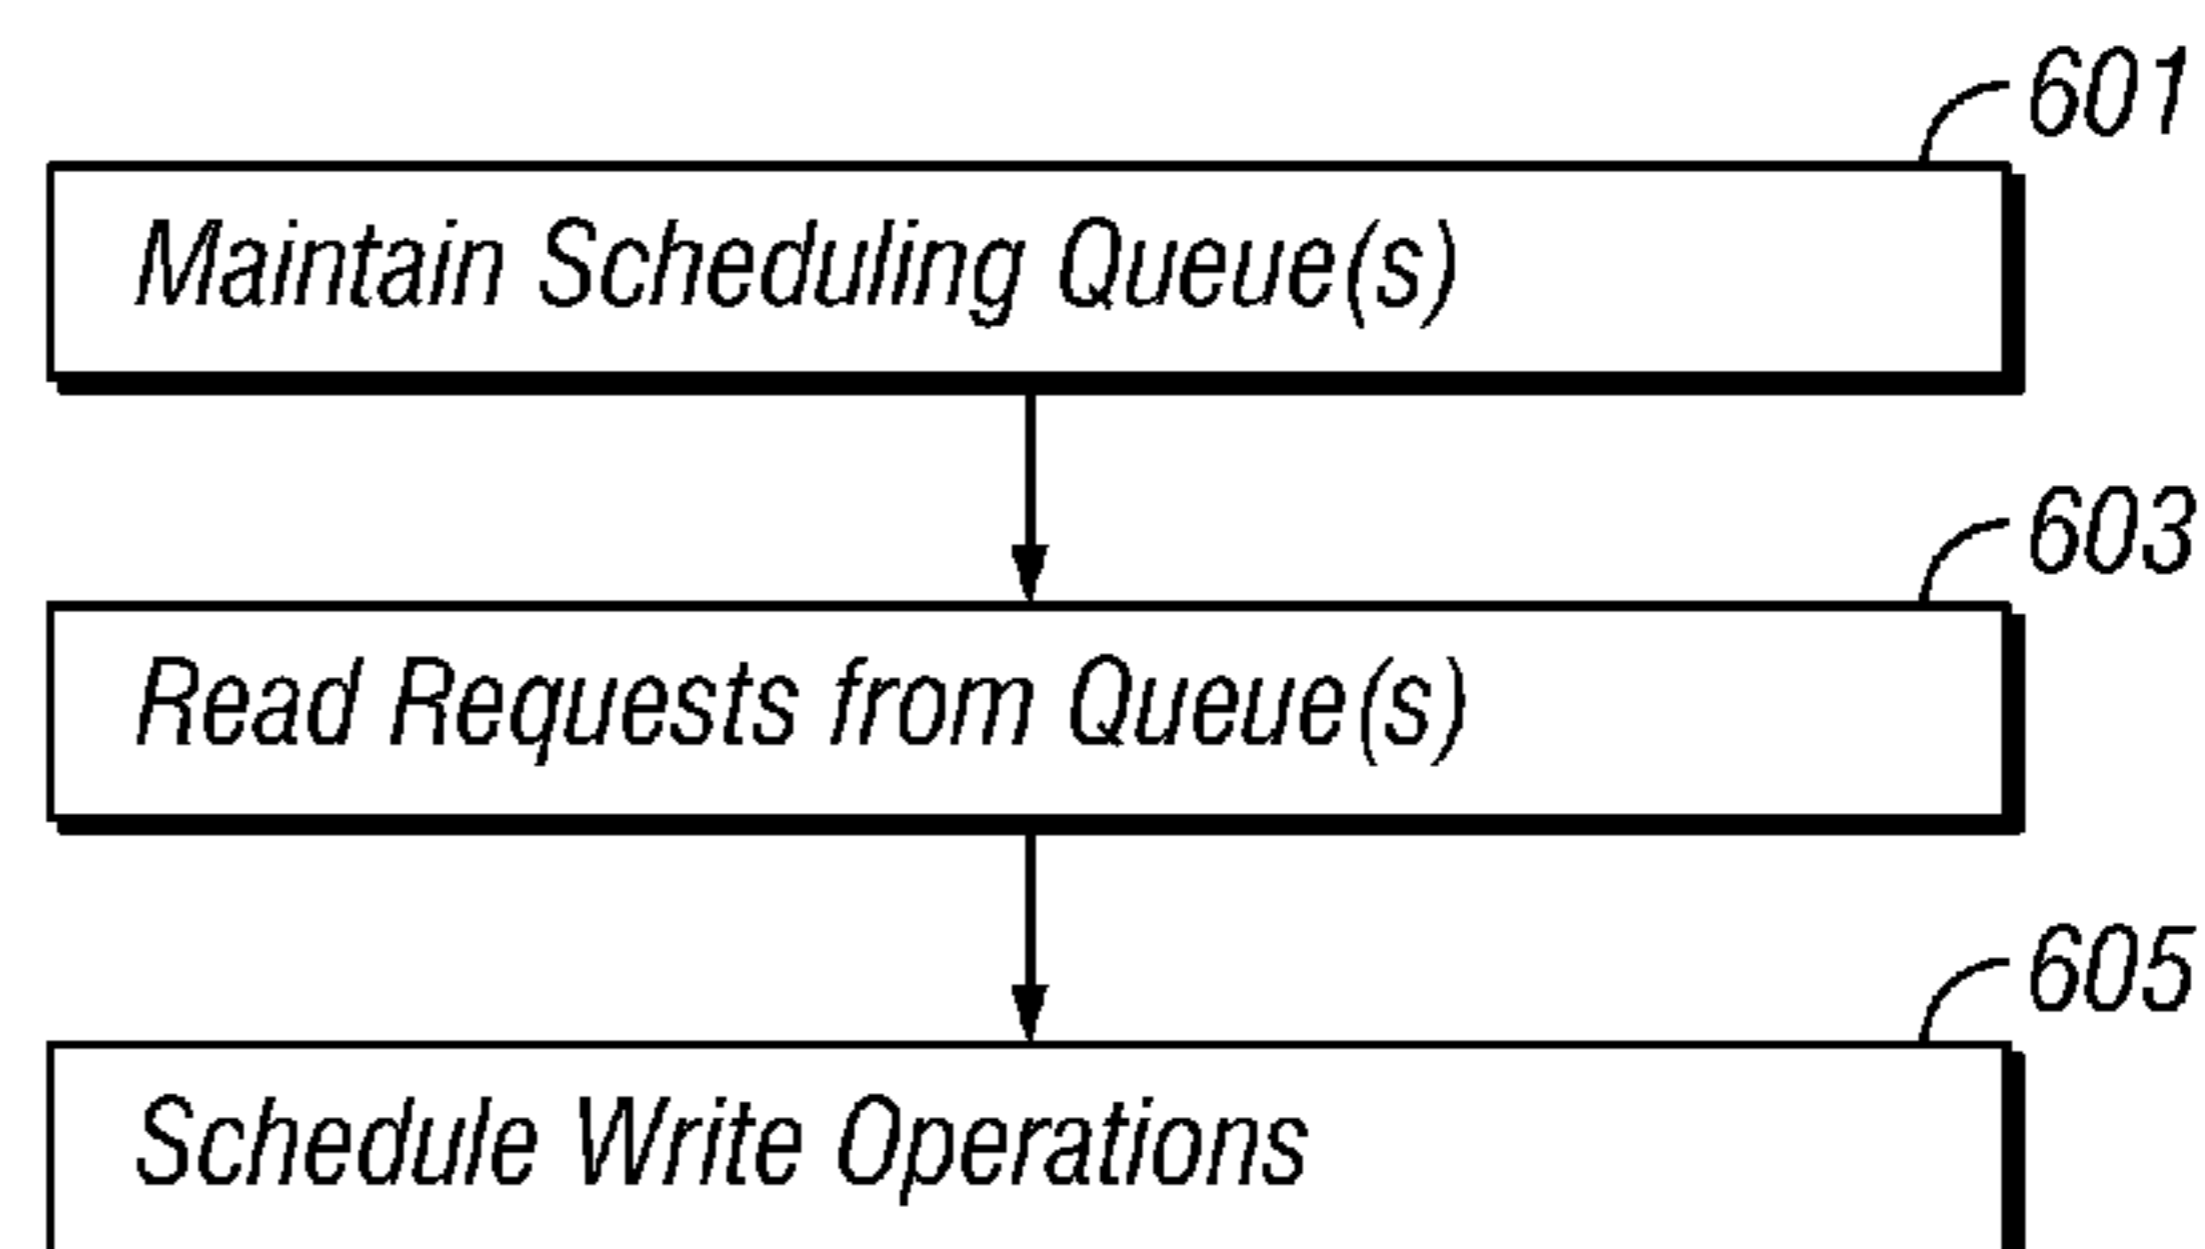 601
Maintain Scheduling Queue(s)
603
Read Requests from Queue(s)
605
Schedule Write Operations